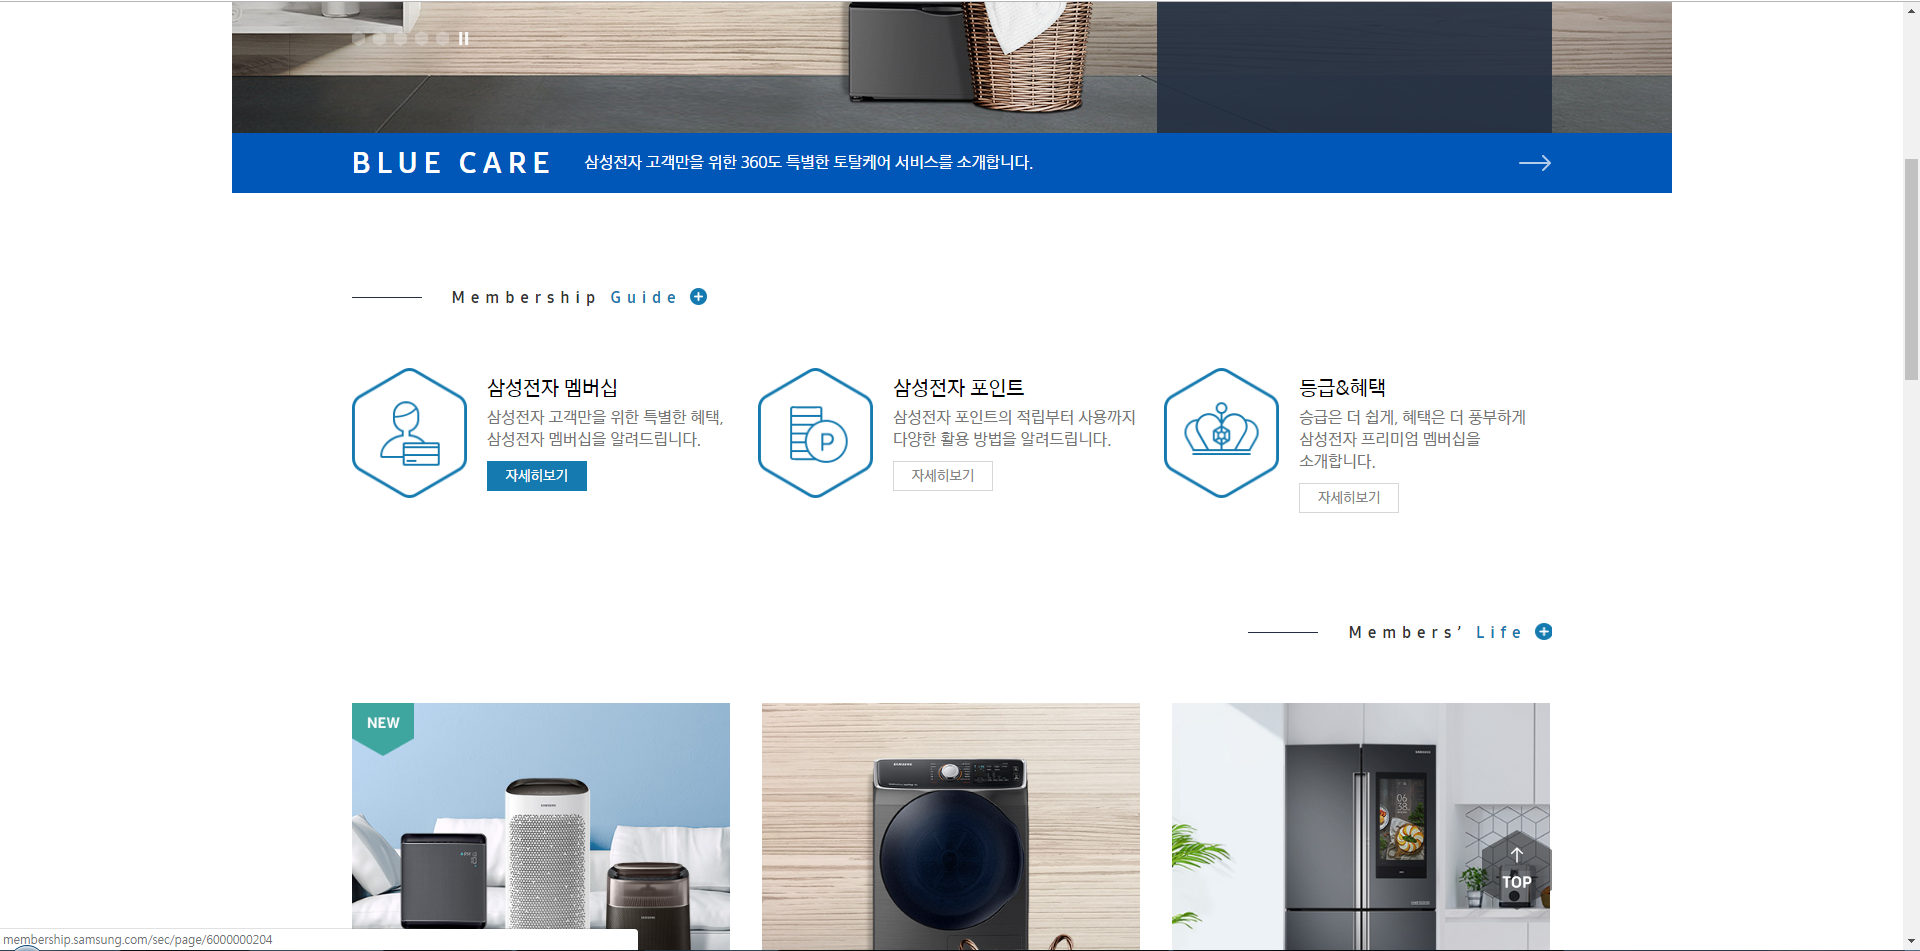 BLUE CARE
삼성전자 고객만을 위한 360도 특별한 토탈케어 서비스를 소개합니다.
Membership Guide
삼성전자 멤버십
삼성전자 고객만을 위한 특별한 혜택,
삼성전자 멤버십을 알려드립니다.
자세히보기
삼성전자 포인트
삼성전자 포인트의 적립부터 사용까지
다양한 활용 방법을 알려드립니다.
자세히보기
P
등급&혜택
승급은 더 쉽게, 혜택은 더 풍부하게
삼성전자 프리미엄 멤버십을
소개합니다.
자세히보기
Members’ Life
NEW
SAMSUNG
SAMSUNG
SAMSUNG
SAMSUNG
06
38
TOP
membership.samsung.com/sec/page/6000000204